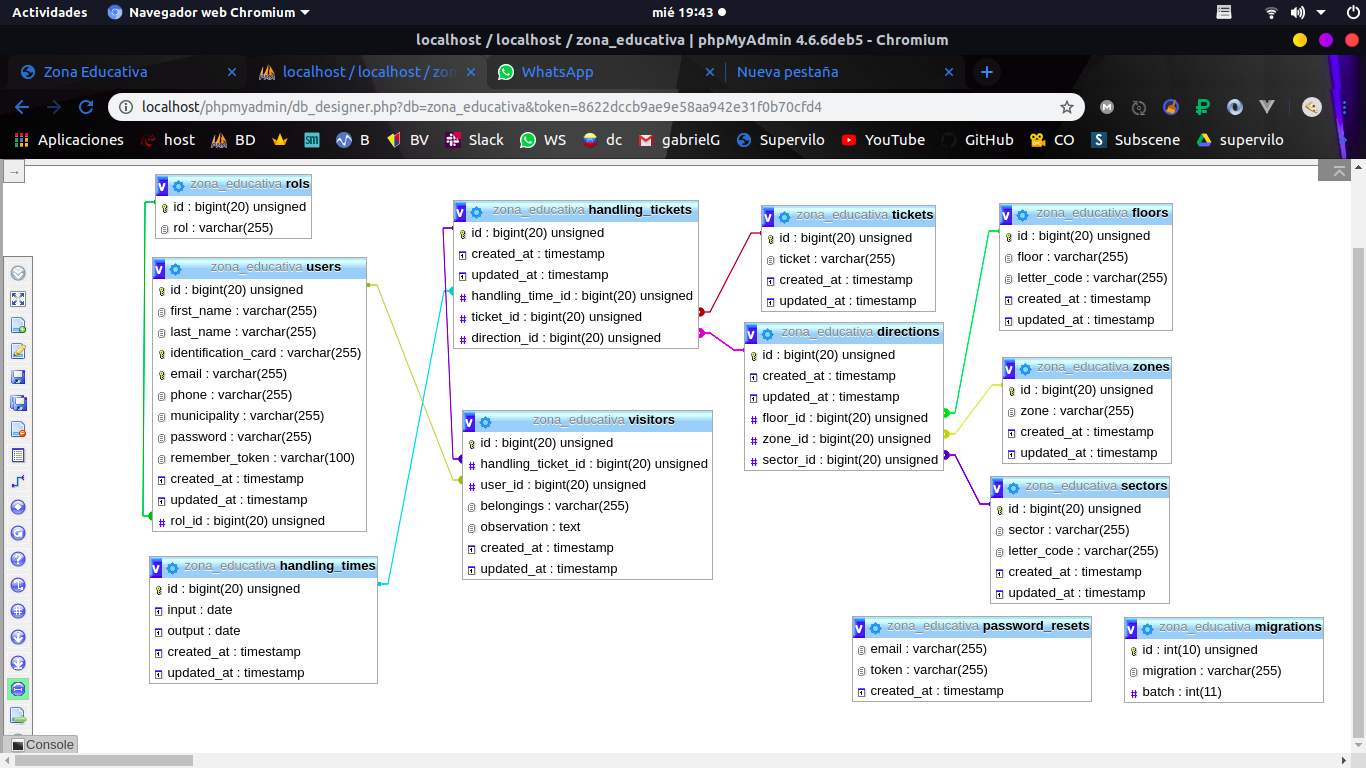 Actividades Navegador web Chromium mié 19:43
localhost / localhost / zona_educativa | phpMyAdmin 4.6.6deb5 - Chromium
Zona Educativa localhost / localhost / zon WhatsApp Nueva pestaña
localhost/phpmyadmin/db_designer.php?db=zona_educativa&token=8622dccb9ae9e58aa942e31f0b70cfd4
Aplicaciones host BD sm B BV Slack WS dc gabrielG Supervilo YouTube GitHub CO Subscene supervilo
zona_educativa rols
id : bigint(20) unsigned
rol : varchar(255)
zona_educativa users
id : bigint(20) unsigned
first_name : varchar(255)
last_name : varchar(255)
identification_card : varchar(255)
email : varchar(255)
phone : varchar(255)
municipality : varchar(255)
password : varchar(255)
remember_token : varchar(100)
created_at : timestamp
updated_at : timestamp
rol_id : bigint(20) unsigned
zona_educativa handling_times
id : bigint(20) unsigned
input : date
output : date
created_at : timestamp
updated_at : timestamp
zona_educativa handling_tickets
id : bigint(20) unsigned
created_at : timestamp
updated_at : timestamp
handling_time_id : bigint(20) unsigned
ticket_id : bigint(20) unsigned
direction_id : bigint(20) unsigned
zona_educativa visitors
id : bigint(20) unsigned
handling_ticket_id : bigint(20) unsigned
user_id : bigint(20) unsigned
belongings : varchar(255)
observation : text
created_at : timestamp
updated_at : timestamp
zona_educativa tickets
id : bigint(20) unsigned
ticket : varchar(255)
created_at : timestamp
updated_at : timestamp
zona_educativa directions
id : bigint(20) unsigned
created_at : timestamp
updated_at : timestamp
floor_id : bigint(20) unsigned
zone_id : bigint(20) unsigned
sector_id : bigint(20) unsigned
zona_educativa floors
id : bigint(20) unsigned
floor : varchar(255)
letter_code : varchar(255)
created_at : timestamp
updated_at : timestamp
zona_educativa zones
id : bigint(20) unsigned
zone : varchar(255)
created_at : timestamp
updated_at : timestamp
zona_educativa sectors
id : bigint(20) unsigned
sector : varchar(255)
letter_code : varchar(255)
created_at : timestamp
updated_at : timestamp
zona_educativa password_resets
email : varchar(255)
token : varchar(255)
created_at : timestamp
zona_educativa migrations
id : int(10) unsigned
migration : varchar(255)
batch : int(11)
Console